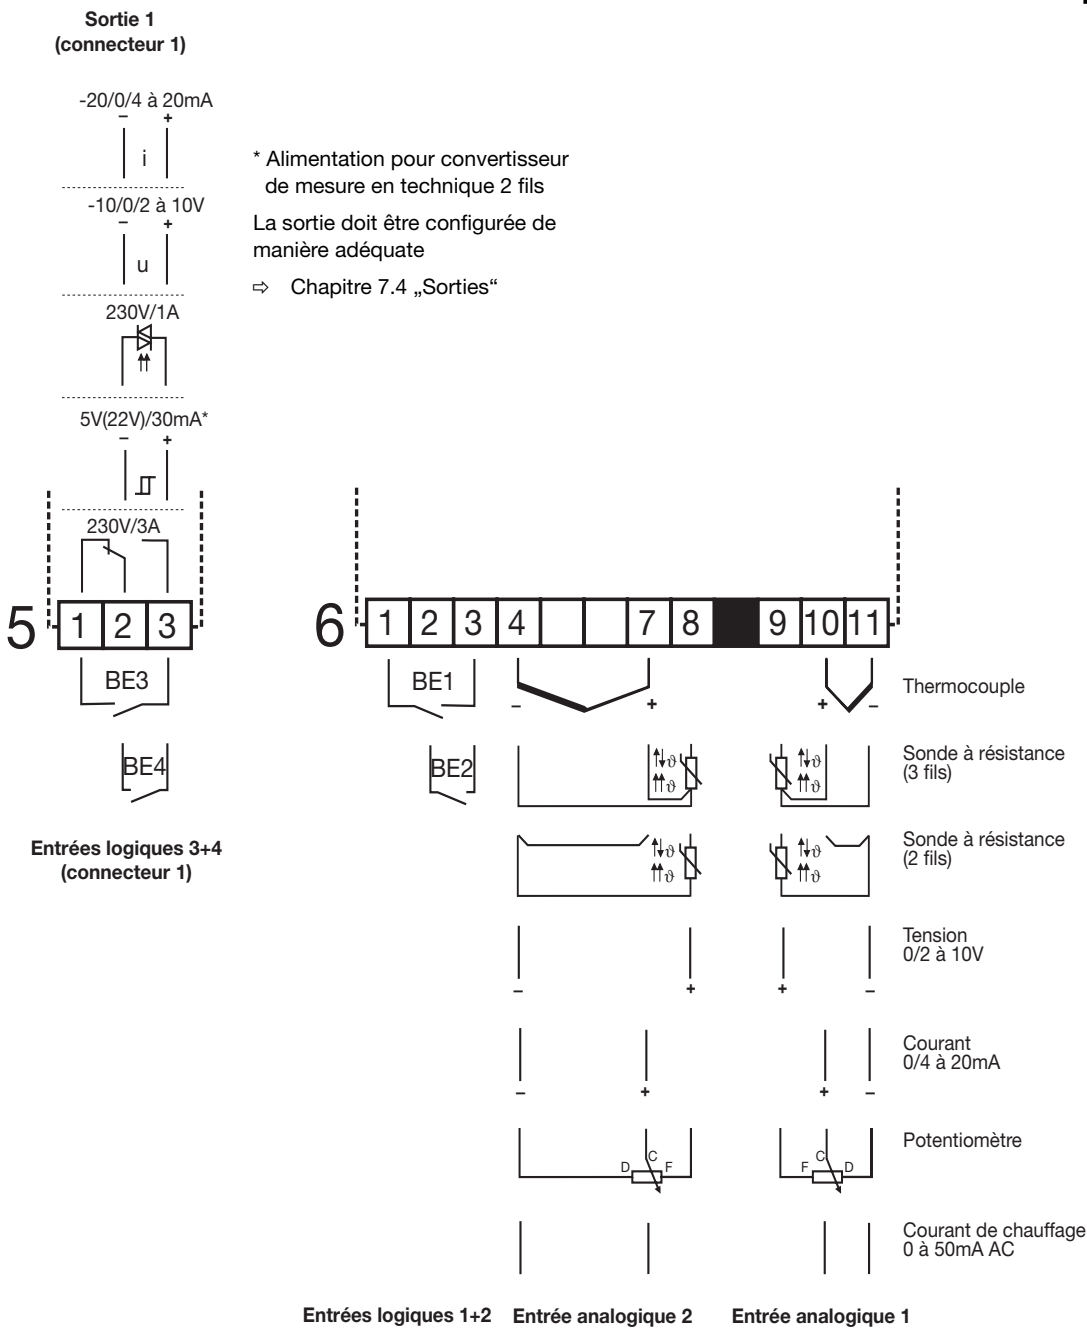 Sortie 1
(connecteur 1)
-20/0/4 à 20mA
– +
i
-10/0/2 à 10V
– +
u
230V/1A
5V(22V)/30mA*
– +
230V/3A
* Alimentation pour convertisseur
de mesure en technique 2 fils
La sortie doit être configurée de
manière adéquate
⇨ Chapitre 7.4 „Sorties“
5 1 2 3
BE3
BE4
Entrées logiques 3+4
(connecteur 1)
6 1 2 3 4 7 8 9 10 11
BE1
– + + –
Thermocouple
BE2
ϑ ϑ
ϑ ϑ
Sonde à résistance
(3 fils)
ϑ ϑ
ϑ ϑ
Sonde à résistance
(2 fils)
Tension
0/2 à 10V
– + + –
Courant
0/4 à 20mA
– + + –
Potentiomètre
D C F F C D
Courant de chauffage
0 à 50mA AC
Entrées logiques 1+2 Entrée analogique 2 Entrée analogique 1